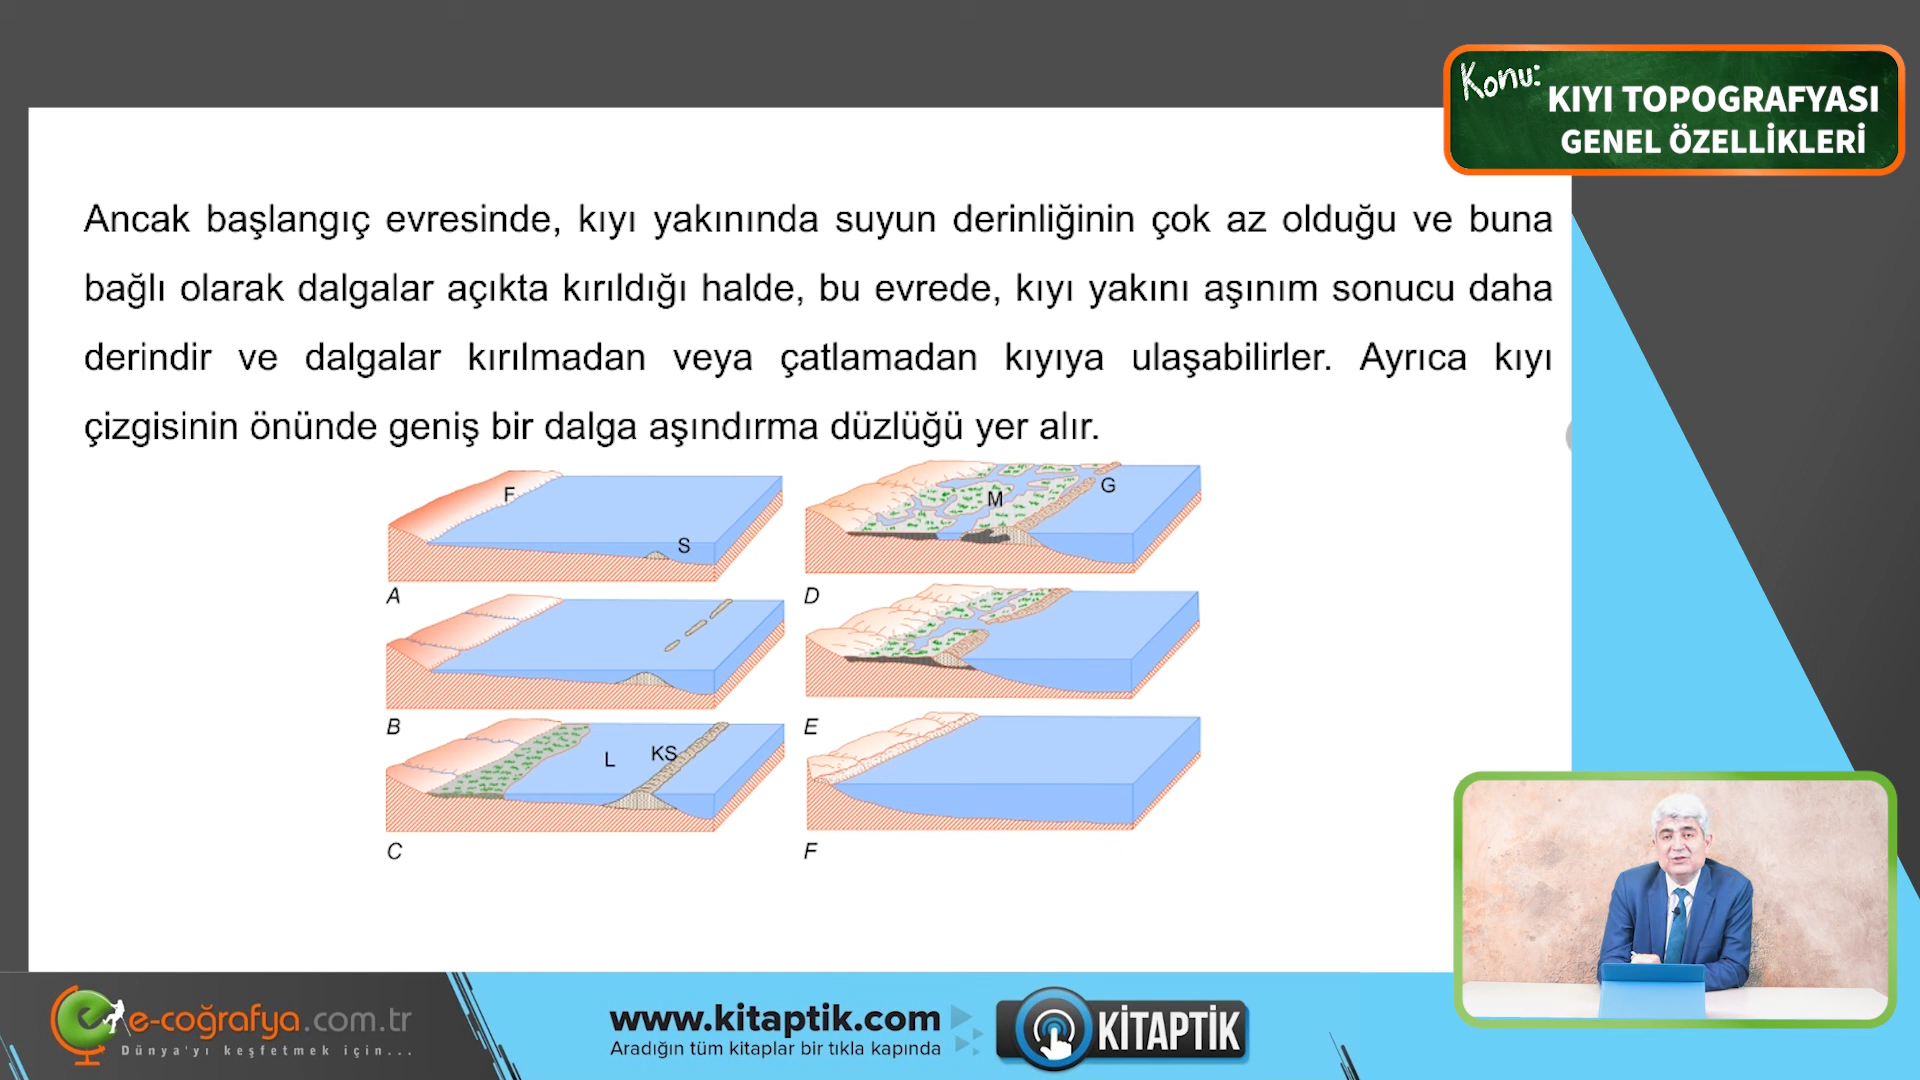 Konu:
KIYI TOPOGRAFYASI
GENEL ÖZELLİKLERİ
Ancak başlangıç evresinde, kıyı yakınında suyun derinliğinin çok az olduğu ve buna
bağlı olarak dalgalar açıkta kırıldığı halde, bu evrede, kıyı yakını aşınım sonucu daha
derindir ve dalgalar kırılmadan veya çatlamadan kıyıya ulaşabilirler. Ayrıca kıyı
çizgisinin önünde geniş bir dalga aşındırma düzlüğü yer alır.
F
S
A
B
L
KS
C
M
G
D
E
F
e-coğrafya.com.tr
Dünya'yı keşfetmek için...
www.kitaptik.com
Aradığın tüm kitaplar bir tıkla kapında
KİTAPTIK